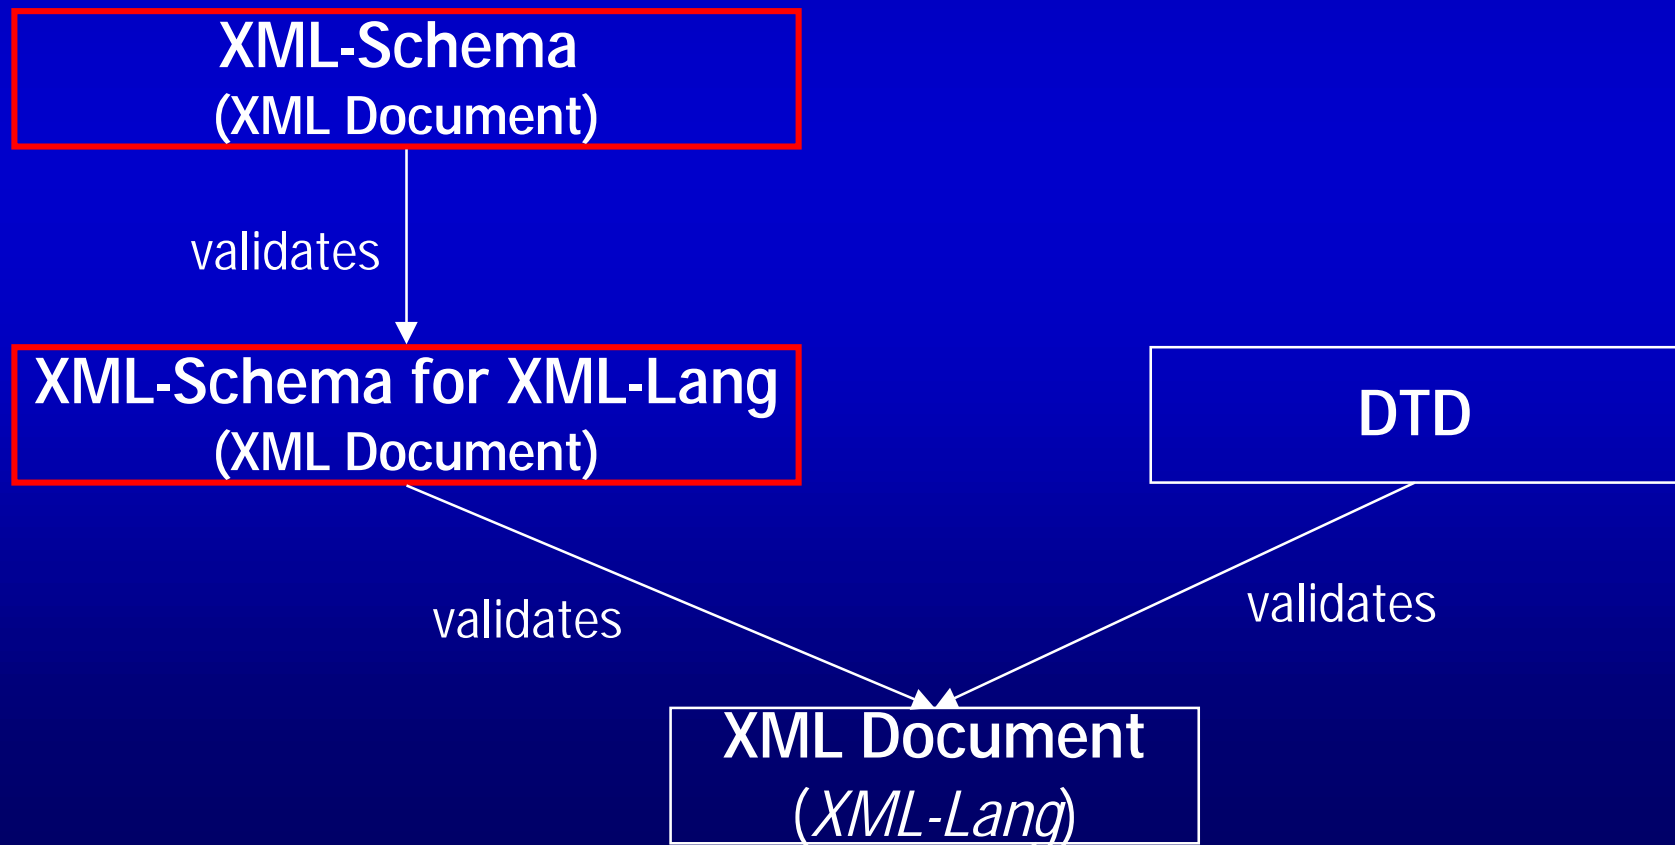 XML-Schema
(XML Document)
validates
XML-Schema for XML-Lang
(XML Document)
DTD
validates
validates
XML Document
(XML-Lang)